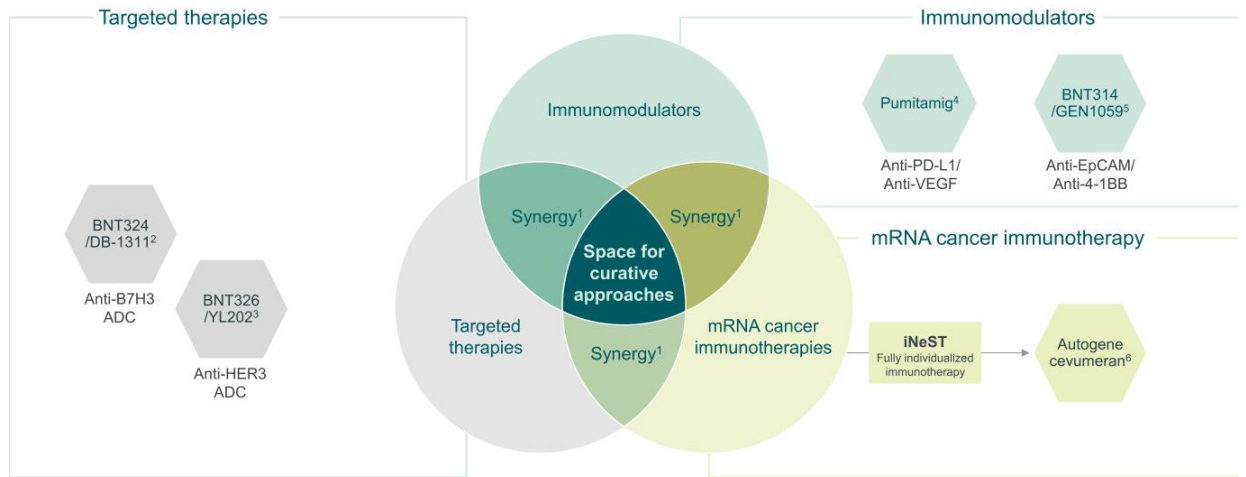 Targeted therapies
Immunomodulators
Immunomodulators
Pumitamig⁴
BNT314
/GEN1059⁵
Anti-PD-L1/
Anti-VEGF
Anti-EpCAM/
Anti-4-1BB
BNT324
/DB-1311²
Anti-B7H3
ADC
BNT326
/YL202³
Anti-HER3
ADC
Synergy¹
Synergy¹
Space for
curative
approaches
Targeted
therapies
Synergy¹
mRNA cancer
immunotherapies
mRNA cancer immunotherapy
iNeST
Fully individualized
immunotherapy
Autogene
cevumeran⁶